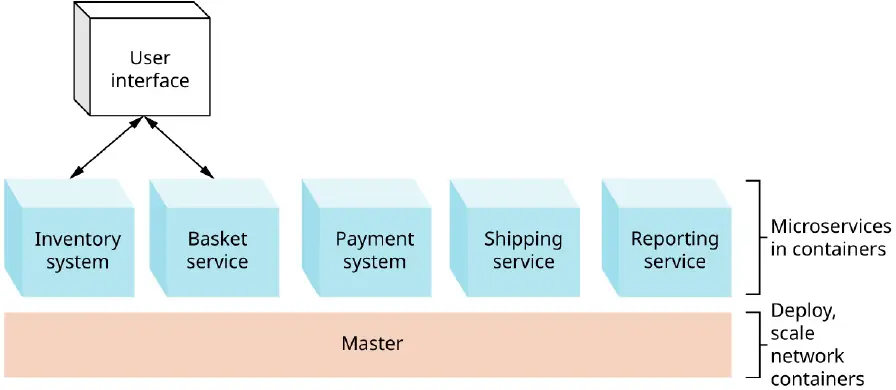 User
interface
Inventory
system
Basket
service
Payment
system
Shipping
service
Reporting
service
Microservices
in containers
Master
Deploy,
scale
network
containers